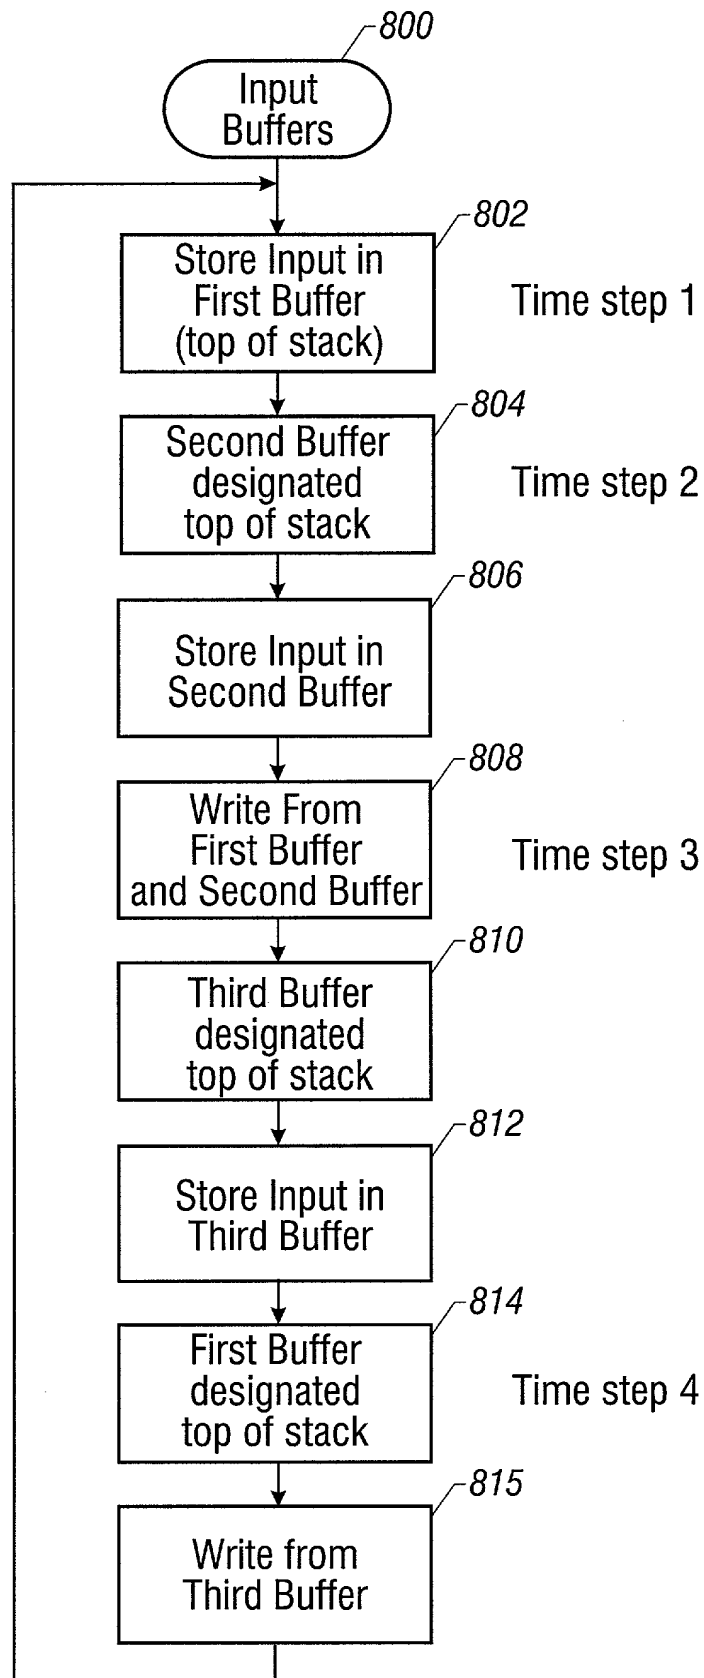 800
Input
Buffers
802
Store Input in
First Buffer
(top of stack)
Time step 1
804
Second Buffer
designated
top of stack
Time step 2
806
Store Input in
Second Buffer
808
Write From
First Buffer
and Second Buffer
Time step 3
810
Third Buffer
designated
top of stack
812
Store Input in
Third Buffer
814
First Buffer
designated
top of stack
Time step 4
815
Write from
Third Buffer